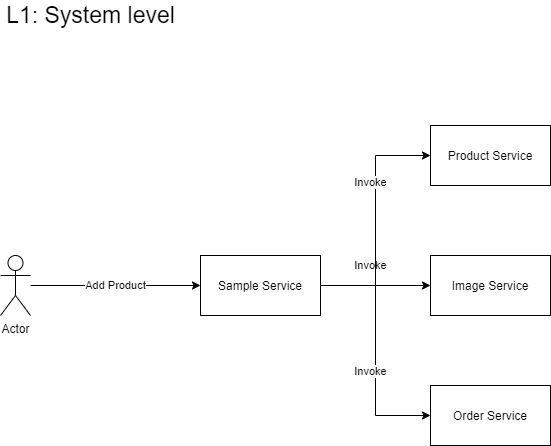 L1: System level
Product Service
Invoke
Invoke
Add Product
Sample Service
Image Service
Actor
Invoke
Order Service